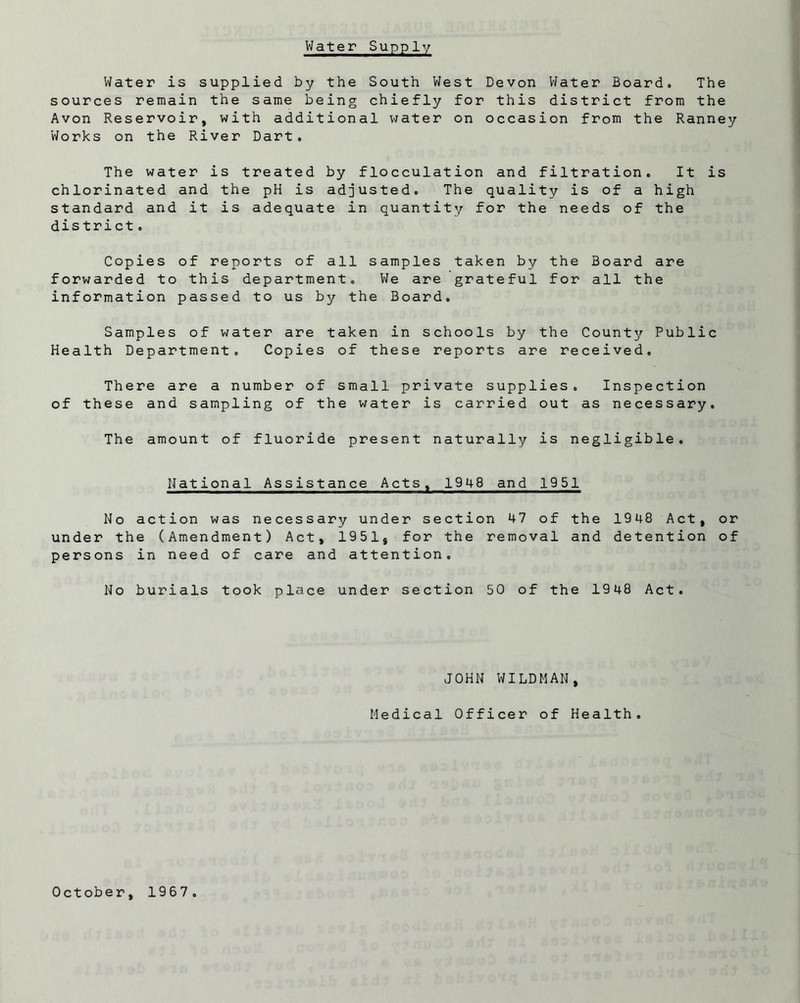 Water Supply
Water is supplied by the South West Devon Water Board. The
sources remain the same being chiefly for this district from the
Avon Reservoir, with additional water on occasion from the Ranney
Works on the River Dart.
The water is treated by flocculation and filtration. It is
chlorinated and the pH is adjusted. The quality is of a high
standard and it is adequate in quantity for the needs of the
district.
Copies of reports of all samples taken by the Board are
forwarded to this department. We are grateful for all the
information passed to us by the Board.
Samples of water are taken in schools by the County Public
Health Department. Copies of these reports are received.
There are a number of small private supplies. Inspection
of these and sampling of the water is carried out as necessary.
The amount of fluoride present naturally is negligible.
National Assistance Acts, 1948 and 1951
No action was necessary under section 47 of the 1948 Act, or
under the (Amendment) Act, 1951, for the removal and detention of
persons in need of care and attention.
No burials took place under section 50 of the 1948 Act.
JOHN WILDMAN,
Medical Officer of Health.
October, 1967.